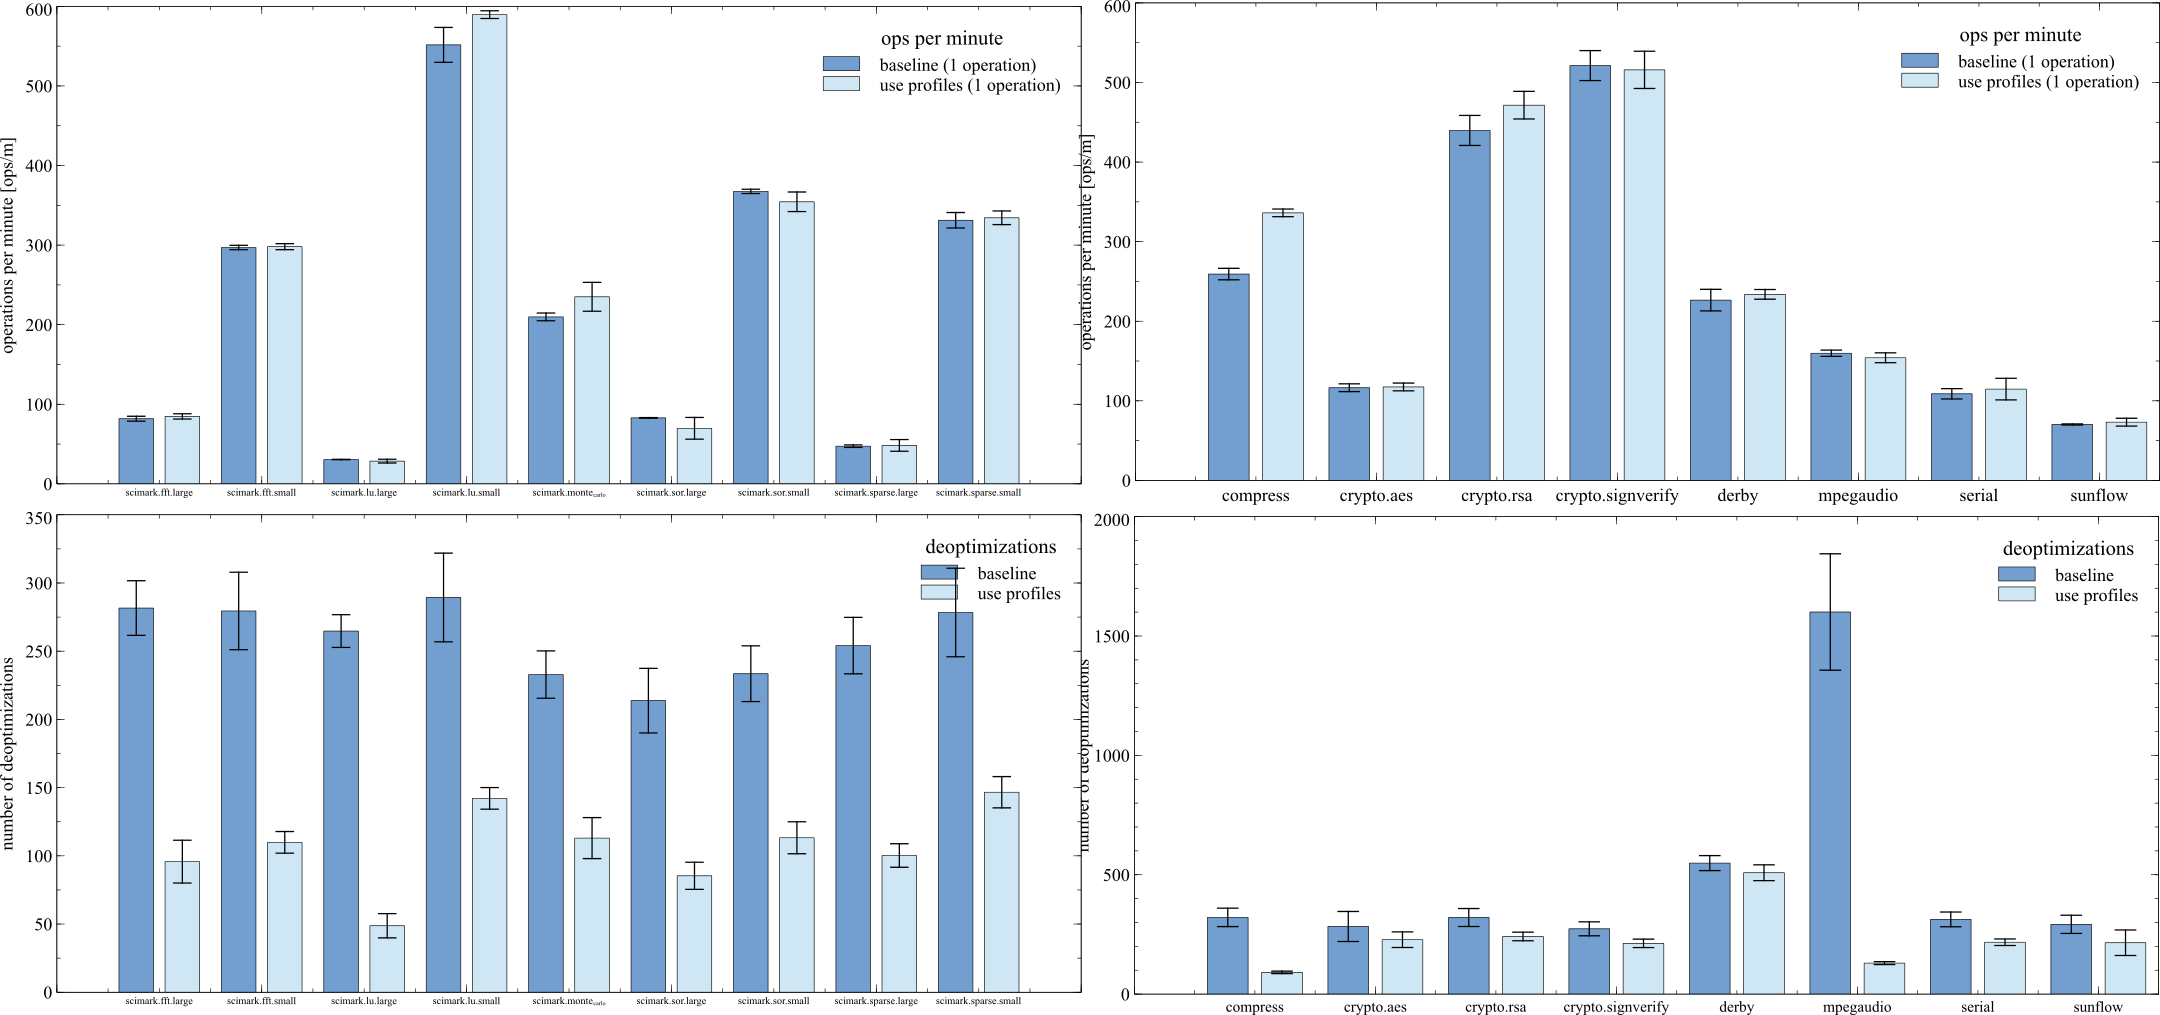 ops per minute
baseline (1 operation)
use profiles (1 operation)
operations per minute [ops/m]
600
500
400
300
200
100
0
scimark.fft.large scimark.fft.small scimark.lu.large scimark.lu.small scimark.monte_carlo scimark.sor.large scimark.sor.small scimark.sparse.large scimark.sparse.small
ops per minute
baseline (1 operation)
use profiles (1 operation)
operations per minute [ops/m]
600
500
400
300
200
100
0
compress crypto.aes crypto.rsa crypto.signverify derby mpegaudio serial sunflow
deoptimizations
baseline
use profiles
number of deoptimizations
350
300
250
200
150
100
50
0
scimark.fft.large scimark.fft.small scimark.lu.large scimark.lu.small scimark.monte_carlo scimark.sor.large scimark.sor.small scimark.sparse.large scimark.sparse.small
deoptimizations
baseline
use profiles
number of deoptimizations
2000
1500
1000
500
0
compress crypto.aes crypto.rsa crypto.signverify derby mpegaudio serial sunflow